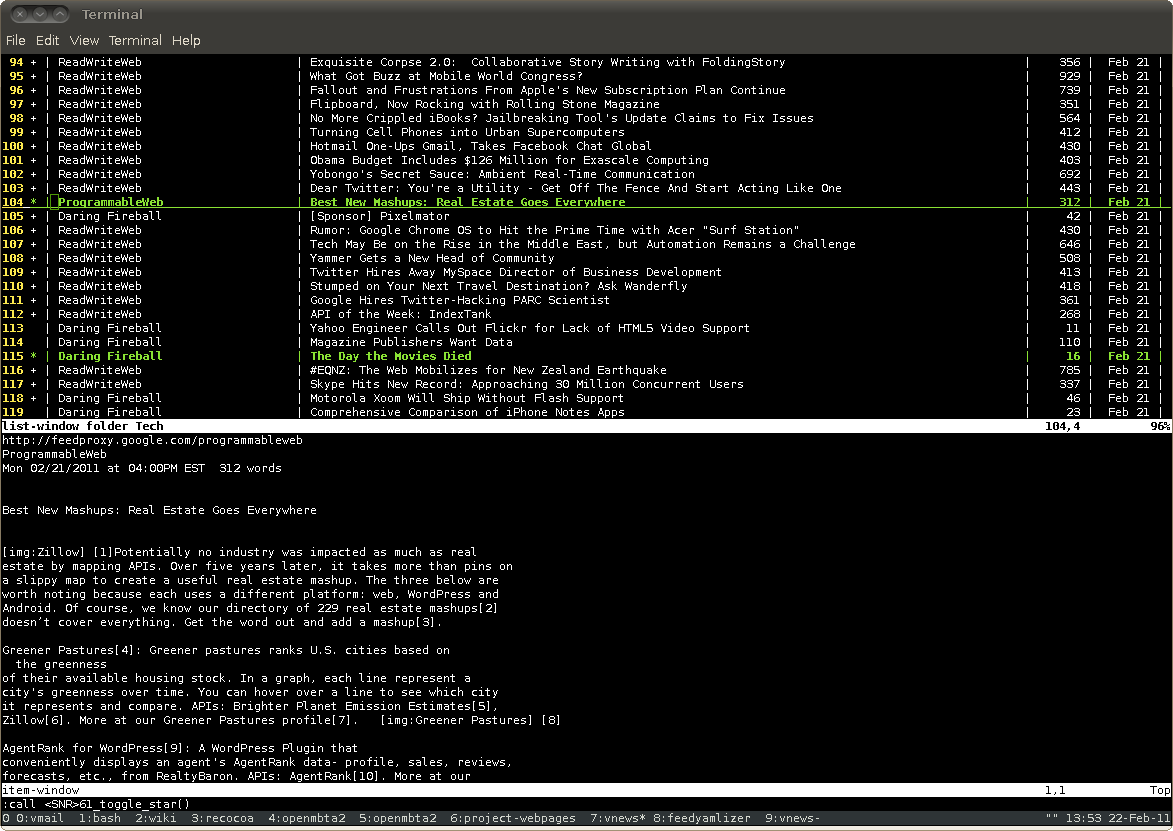 Terminal
File Edit View Terminal Help
94 + | ReadWriteWeb | Exquisite Corpse 2.0:  Collaborative Story Writing with FoldingStory | 356 | Feb 21 |
95 + | ReadWriteWeb | What Got Buzz at Mobile World Congress? | 929 | Feb 21 |
96 + | ReadWriteWeb | Fallout and Frustrations From Apple's New Subscription Plan Continue | 739 | Feb 21 |
97 + | ReadWriteWeb | Flipboard, Now Rocking with Rolling Stone Magazine | 351 | Feb 21 |
98 + | ReadWriteWeb | No More Crippled iBooks? Jailbreaking Tool's Update Claims to Fix Issues | 564 | Feb 21 |
99 + | ReadWriteWeb | Turning Cell Phones into Urban Supercomputers | 412 | Feb 21 |
100 + | ReadWriteWeb | Hotmail One-Ups Gmail, Takes Facebook Chat Global | 430 | Feb 21 |
101 + | ReadWriteWeb | Obama Budget Includes $126 Million for Exascale Computing | 403 | Feb 21 |
102 + | ReadWriteWeb | Yobongo's Secret Sauce: Ambient Real-Time Communication | 692 | Feb 21 |
103 + | ReadWriteWeb | Dear Twitter: You're a Utility - Get Off The Fence And Start Acting Like One | 443 | Feb 21 |
104 * | ProgrammableWeb | Best New Mashups: Real Estate Goes Everywhere | 312 | Feb 21 |
105 + | Daring Fireball | [Sponsor] Pixelmator | 42 | Feb 21 |
106 + | ReadWriteWeb | Rumor: Google Chrome OS to Hit the Prime Time with Acer "Surf Station" | 430 | Feb 21 |
107 + | ReadWriteWeb | Tech May Be on the Rise in the Middle East, but Automation Remains a Challenge | 646 | Feb 21 |
108 + | ReadWriteWeb | Yammer Gets a New Head of Community | 508 | Feb 21 |
109 + | ReadWriteWeb | Twitter Hires Away MySpace Director of Business Development | 413 | Feb 21 |
110 + | ReadWriteWeb | Stumped on Your Next Travel Destination? Ask Wanderfly | 418 | Feb 21 |
111 + | ReadWriteWeb | Google Hires Twitter-Hacking PARC Scientist | 361 | Feb 21 |
112 + | ReadWriteWeb | API of the Week: IndexTank | 268 | Feb 21 |
113 | Daring Fireball | Yahoo Engineer Calls Out Flickr for Lack of HTML5 Video Support | 11 | Feb 21 |
114 | Daring Fireball | Magazine Publishers Want Data | 110 | Feb 21 |
115 * | Daring Fireball | The Day the Movies Died | 16 | Feb 21 |
116 + | ReadWriteWeb | #EQNZ: The Web Mobilizes for New Zealand Earthquake | 785 | Feb 21 |
117 + | ReadWriteWeb | Skype Hits New Record: Approaching 30 Million Concurrent Users | 337 | Feb 21 |
118 + | Daring Fireball | Motorola Xoom Will Ship Without Flash Support | 46 | Feb 21 |
119 | Daring Fireball | Comprehensive Comparison of iPhone Notes Apps | 23 | Feb 21 |
list-window folder Tech 104,4 96%
http://feedproxy.google.com/programmableweb
ProgrammableWeb
Mon 02/21/2011 at 04:00PM EST  312 words
Best New Mashups: Real Estate Goes Everywhere
[img:Zillow] [1]Potentially no industry was impacted as much as real
estate by mapping APIs. Over five years later, it takes more than pins on
a slippy map to create a useful real estate mashup. The three below are
worth noting because each uses a different platform: web, WordPress and
Android. Of course, we know our directory of 229 real estate mashups[2]
doesn't cover everything. Get the word out and add a mashup[3].
Greener Pastures[4]: Greener pastures ranks U.S. cities based on
the greenness
of their available housing stock. In a graph, each line represent a
city's greenness over time. You can hover over a line to see which city
it represents and compare. APIs: Brighter Planet Emission Estimates[5],
Zillow[6]. More at our Greener Pastures profile[7].   [img:Greener Pastures] [8]
AgentRank for WordPress[9]: A WordPress Plugin that
conveniently displays an agent's AgentRank data- profile, sales, reviews,
forecasts, etc., from RealtyBaron. APIs: AgentRank[10]. More at our
item-window 1,1 Top
:call <SNR>61_toggle_star()
0 0:vmail  1:bash  2:wiki  3:recocoa  4:openmbta2  5:openmbta2  6:project-webpages  7:vnews* 8:feedyamlizer  9:vnews- "" 13:53 22-Feb-11